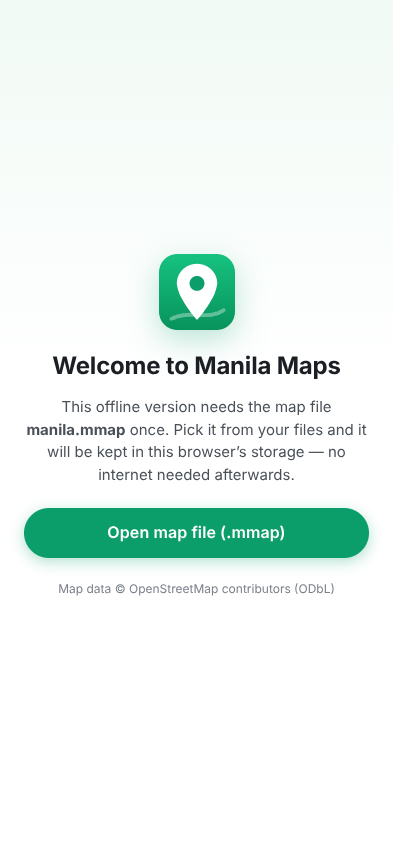 Welcome to Manila Maps
This offline version needs the map file
manila.mmap once. Pick it from your files and it
will be kept in this browser’s storage — no
internet needed afterwards.
Open map file (.mmap)
Map data © OpenStreetMap contributors (ODbL)